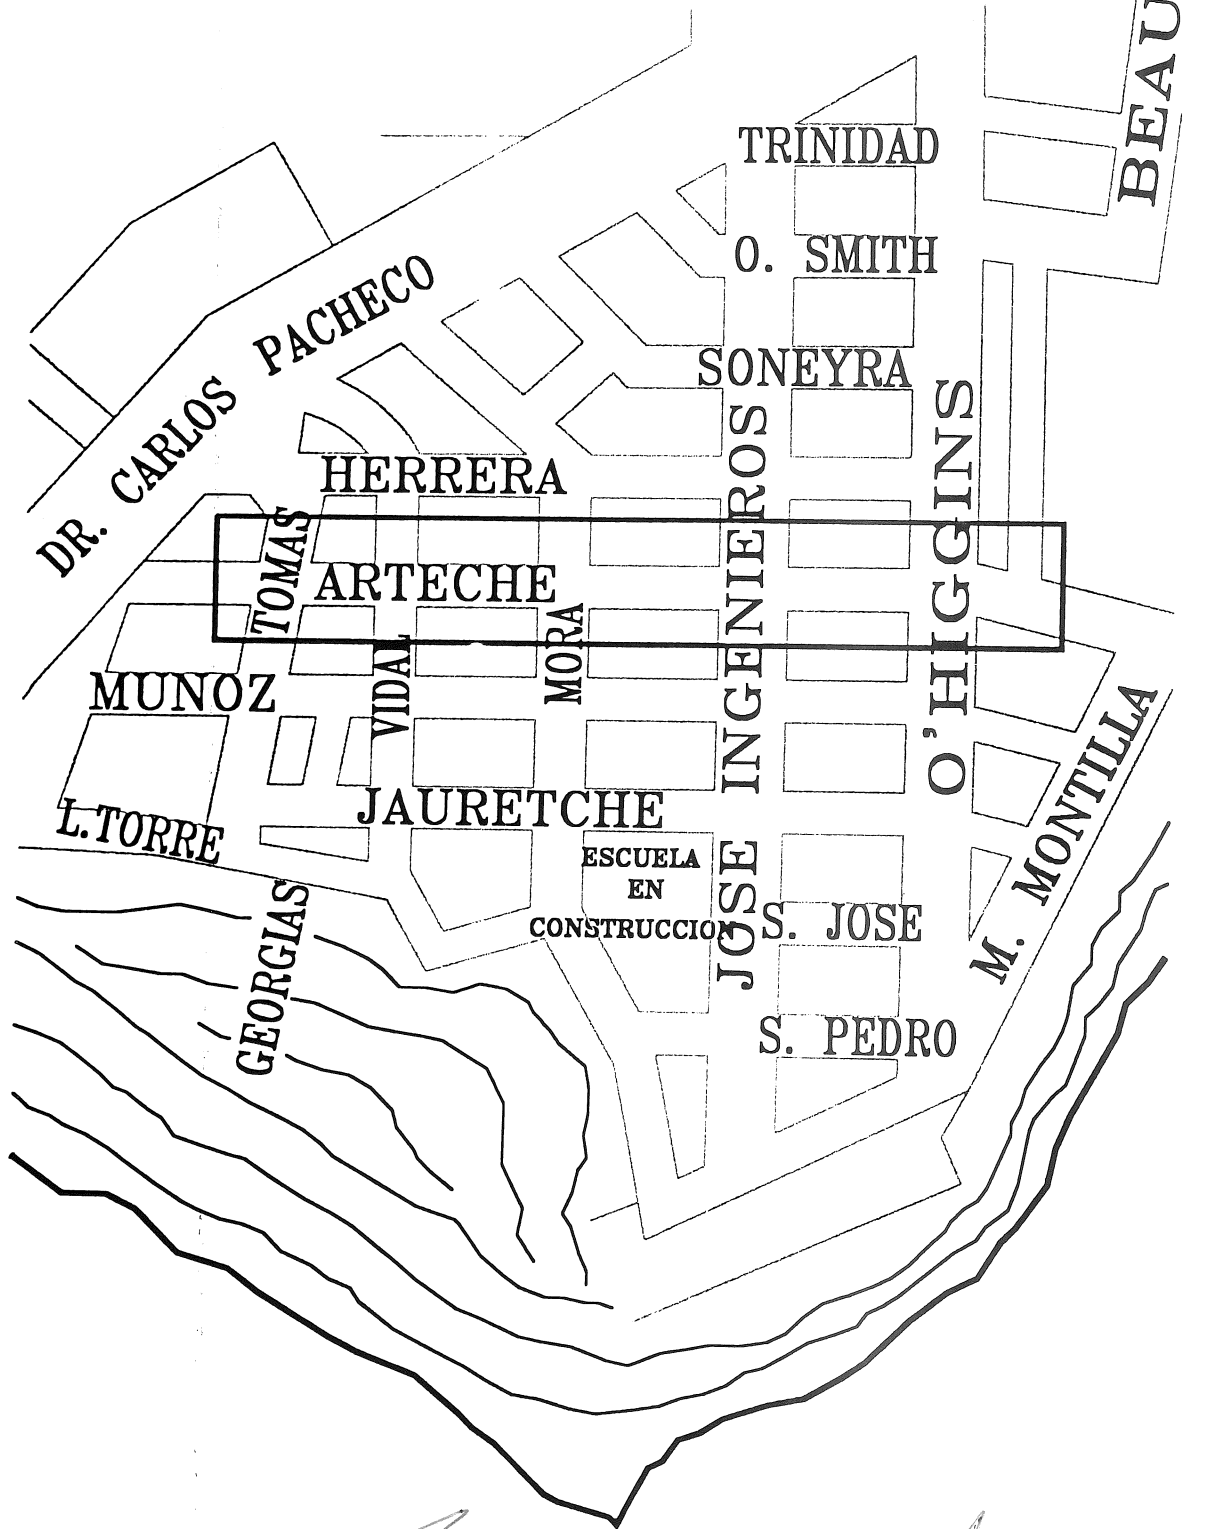 BEAU
TRINIDAD
O. SMITH
DR. CARLOS PACHECO
SONEYRA
HERRERA
TOMAS
ARTECHE
MORA
VIDAL
MUNOZ
JOSE INGENIEROS
O'HIGGINS
M. MONTILLA
JAURETCHE
L.TORRE
ESCUELA
EN
CONSTRUCCION
S. JOSE
GEORGIAS
S. PEDRO